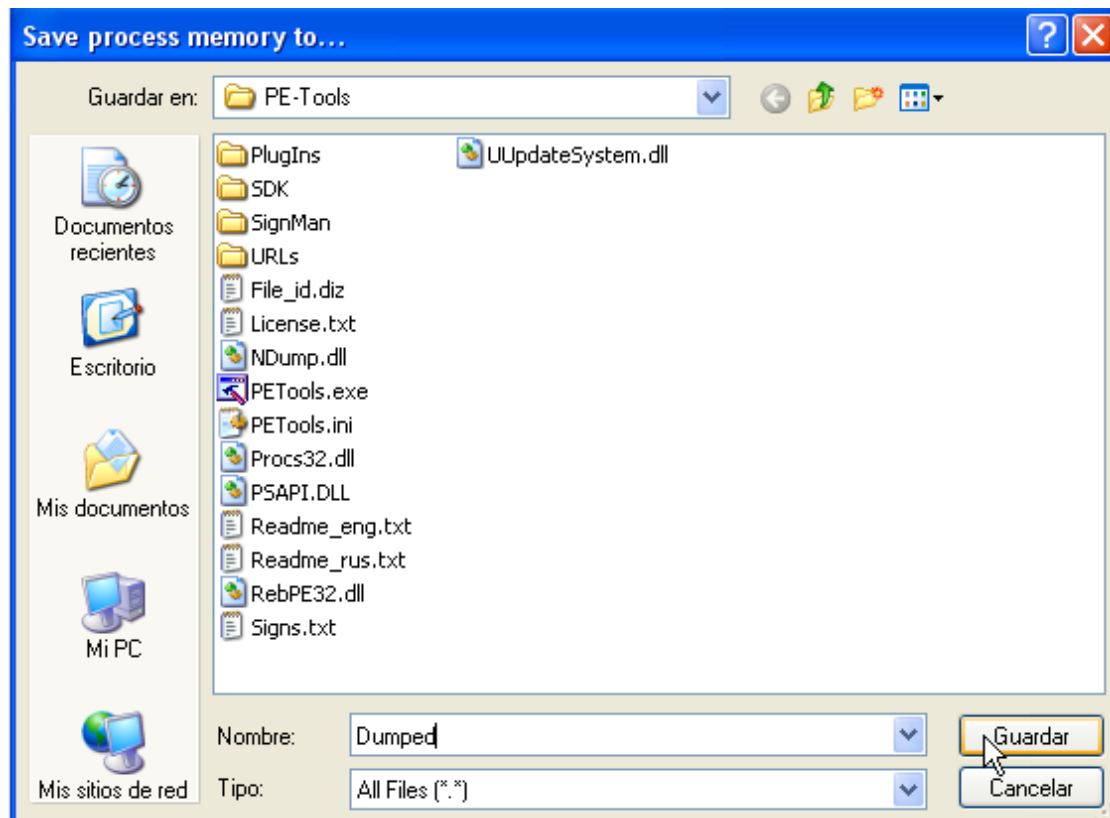 Save process memory to...
Guardar en:
PE-Tools
Documentos
recientes
Escritorio
Mis documentos
Mi PC
Mis sitios de red
PlugIns
SDK
SignMan
URLs
File_id.diz
License.txt
NDump.dll
PETools.exe
PETools.ini
Procs32.dll
PSAPI.DLL
Readme_eng.txt
Readme_rus.txt
RebPE32.dll
Signs.txt
UUpdateSystem.dll
Nombre:
Dumped
Guardar
Tipo:
All Files (*.*)
Cancelar